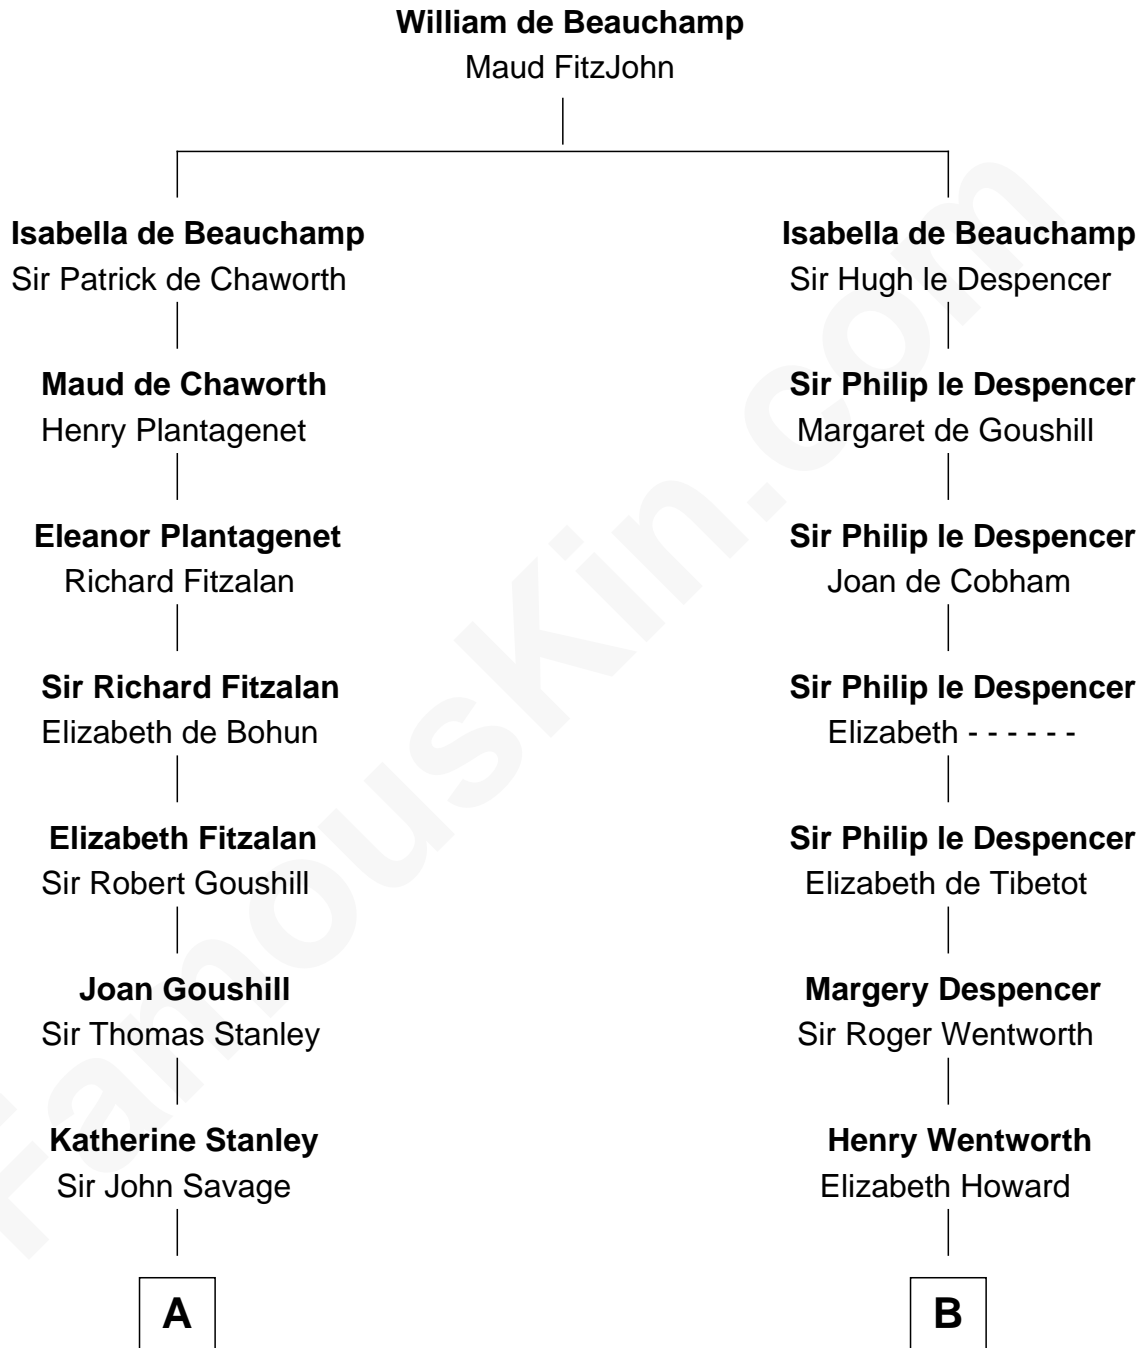 William de Beauchamp
Maud FitzJohn
Isabella de Beauchamp
Sir Patrick de Chaworth
Maud de Chaworth
Henry Plantagenet
Eleanor Plantagenet
Richard Fitzalan
Sir Richard Fitzalan
Elizabeth de Bohun
Elizabeth Fitzalan
Sir Robert Goushill
Joan Goushill
Sir Thomas Stanley
Katherine Stanley
Sir John Savage
A
Isabella de Beauchamp
Sir Hugh le Despencer
Sir Philip le Despencer
Margaret de Goushill
Sir Philip le Despencer
Joan de Cobham
Sir Philip le Despencer
Elizabeth - - - - - -
Sir Philip le Despencer
Elizabeth de Tibetot
Margery Despencer
Sir Roger Wentworth
Henry Wentworth
Elizabeth Howard
B
FamousKin.com